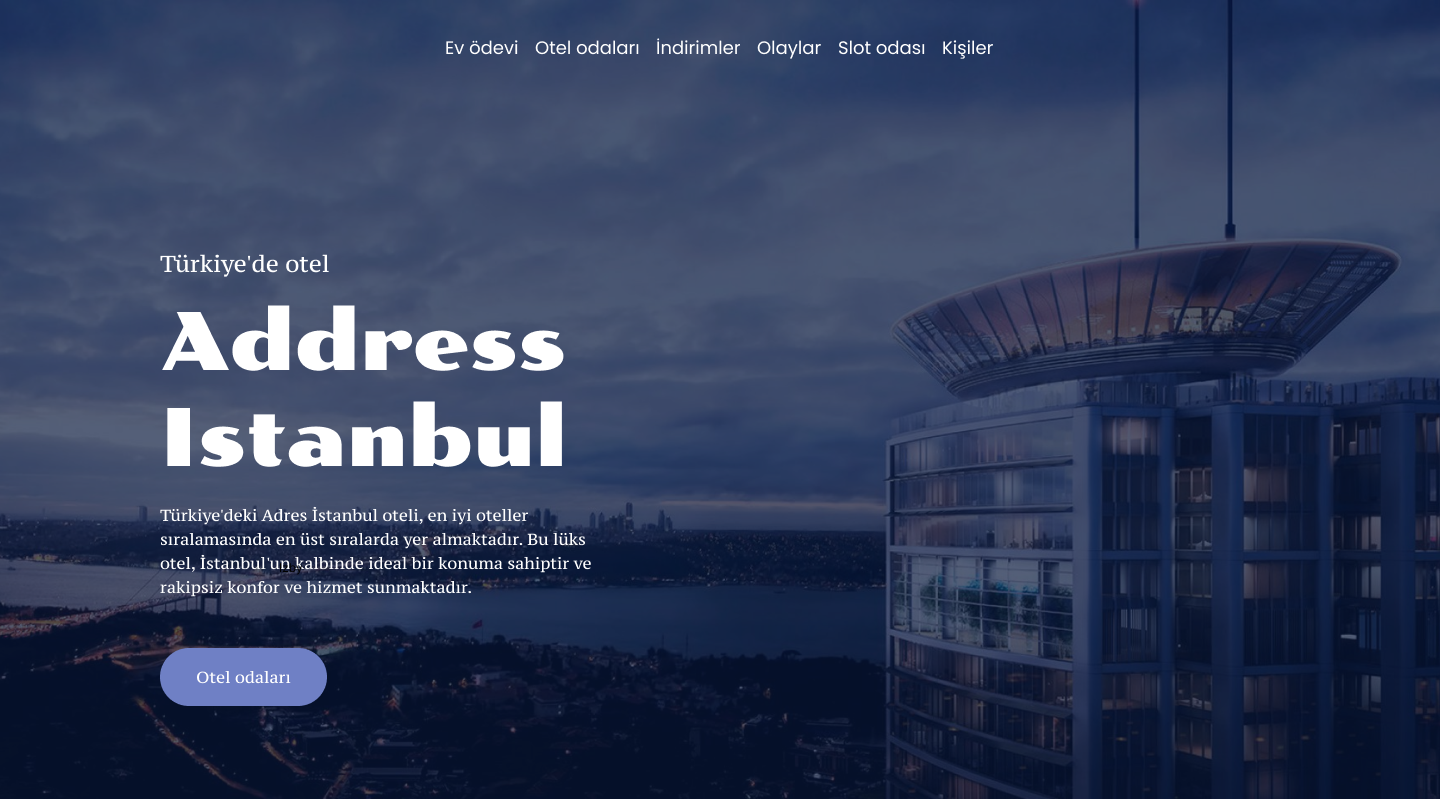 Ev ödevi Otel odaları İndirimler Olaylar Slot odası Kişiler
Türkiye'de otel
Address
Istanbul
Türkiye'deki Adres İstanbul oteli, en iyi oteller
sıralamasında en üst sıralarda yer almaktadır. Bu lüks
otel, İstanbul'un kalbinde ideal bir konuma sahiptir ve
rakipsiz konfor ve hizmet sunmaktadır.
Otel odaları